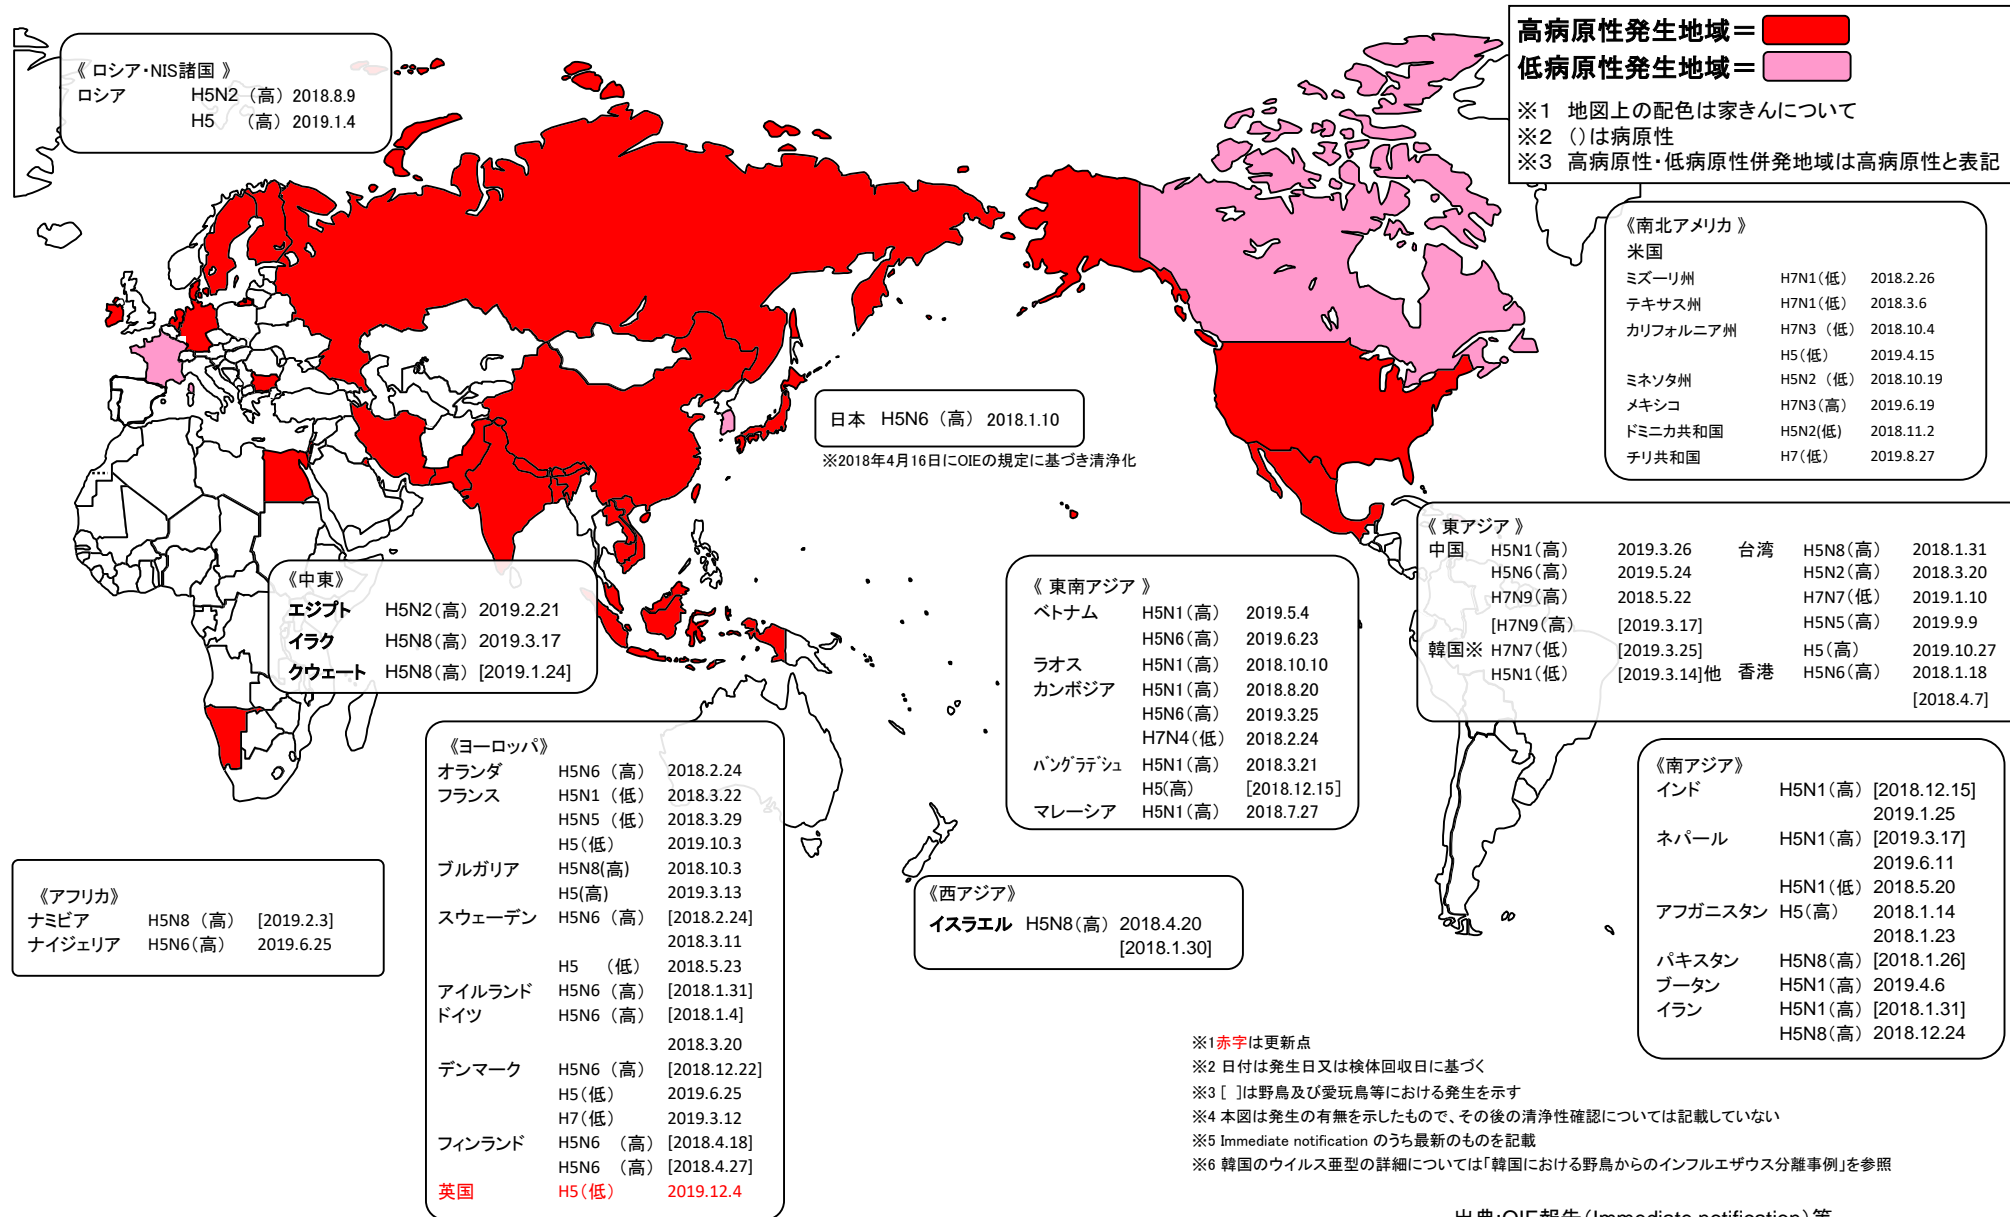 高病原性発生地域＝
低病原性発生地域＝
※1 地図上の配色は家きんについて
※2 （）は病原性
※3 高病原性・低病原性併発地域は高病原性と表記
《 ロシア・NIS諸国 》
ロシア H5N2 （高） 2018.8.9
H5 （高） 2019.1.4
《南北アメリカ 》
米国
ミズーリ州 H7N1（低） 2018.2.26
テキサス州 H7N1（低） 2018.3.6
カリフォルニア州 H7N3 （低） 2018.10.4
H5（低） 2019.4.15
ミネソタ州 H5N2 （低） 2018.10.19
メキシコ H7N3（高） 2019.6.19
ドミニカ共和国 H5N2(低) 2018.11.2
チリ共和国 H7（低） 2019.8.27
日本 H5N6 （高） 2018.1.10
※2018年4月16日にOIEの規定に基づき清浄化
《 東アジア 》
中国 H5N1（高） 2019.3.26 台湾 H5N8（高） 2018.1.31
H5N6（高） 2019.5.24 H5N2（高） 2018.3.20
H7N9（高） 2018.5.22 H7N7（低） 2019.1.10
[H7N9（高） [2019.3.17] H5N5（高） 2019.9.9
韓国※ H7N7（低） [2019.3.25] H5（高） 2019.10.27
H5N1（低） [2019.3.14]他 香港 H5N6（高） 2018.1.18
[2018.4.7]
《中東》
エジプト H5N2（高） 2019.2.21
イラク H5N8（高） 2019.3.17
クウェート H5N8（高） [2019.1.24]
《 東南アジア 》
ベトナム H5N1（高） 2019.5.4
H5N6（高） 2019.6.23
ラオス H5N1（高） 2018.10.10
カンボジア H5N1（高） 2018.8.20
H5N6（高） 2019.3.25
H7N4（低） 2018.2.24
バングラデシュ H5N1（高） 2018.3.21
H5(高） [2018.12.15]
マレーシア H5N1（高） 2018.7.27
《ヨーロッパ》
オランダ H5N6 （高） 2018.2.24
フランス H5N1 （低） 2018.3.22
H5N5 （低） 2018.3.29
H5（低） 2019.10.3
ブルガリア H5N8(高) 2018.10.3
H5(高) 2019.3.13
スウェーデン H5N6 （高） [2018.2.24]
2018.3.11
H5 （低） 2018.5.23
アイルランド H5N6 （高） [2018.1.31]
ドイツ H5N6 （高） [2018.1.4]
2018.3.20
デンマーク H5N6 （高） [2018.12.22]
H5（低） 2019.6.25
H7（低） 2019.3.12
フィンランド H5N6 （高） [2018.4.18]
H5N6 （高） [2018.4.27]
英国 H5（低） 2019.12.4
《南アジア》
インド H5N1（高） [2018.12.15]
2019.1.25
ネパール H5N1（高） [2019.3.17]
2019.6.11
H5N1（低） 2018.5.20
アフガニスタン H5（高） 2018.1.14
2018.1.23
パキスタン H5N8（高） [2018.1.26]
ブータン H5N1（高） 2019.4.6
イラン H5N1（高） [2018.1.31]
H5N8（高） 2018.12.24
《アフリカ》
ナミビア H5N8 （高） [2019.2.3]
ナイジェリア H5N6（高） 2019.6.25
《西アジア》
イスラエル H5N8（高） 2018.4.20
[2018.1.30]
※1赤字は更新点
※2 日付は発生日又は検体回収日に基づく
※3 [ ]は野鳥及び愛玩鳥等における発生を示す
※4 本図は発生の有無を示したもので、その後の清浄性確認については記載していない
※5 Immediate notification のうち最新のものを記載
※6 韓国のウイルス亜型の詳細については「韓国における野鳥からのインフルエザウス分離事例」を参照
出典：OIE報告（Immediate notification）等